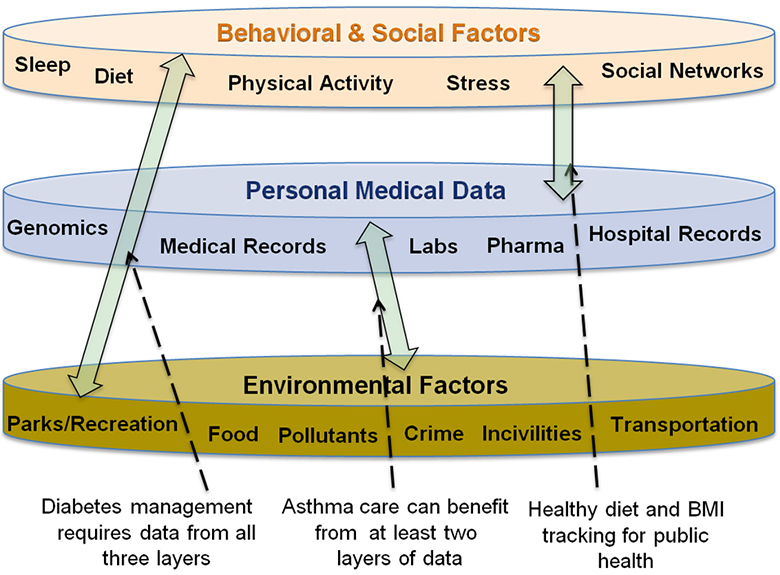 Behavioral & Social Factors
Sleep
Diet
Physical Activity
Stress
Social Networks
Personal Medical Data
Genomics
Medical Records
Labs
Pharma
Hospital Records
Environmental Factors
Parks/Recreation
Food
Pollutants
Crime
Incivilities
Transportation
Diabetes management
requires data from all
three layers
Asthma care can benefit
from at least two
layers of data
Healthy diet and BMI
tracking for public
health